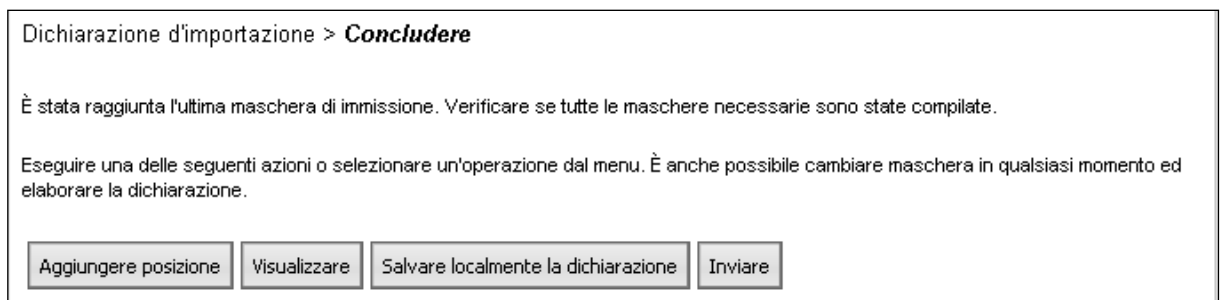 Dichiarazione d'importazione > Concludere
È stata raggiunta l'ultima maschera di immissione. Verificare se tutte le maschere necessarie sono state compilate.
Eseguire una delle seguenti azioni o selezionare un'operazione dal menu. È anche possibile cambiare maschera in qualsiasi momento ed
elaborare la dichiarazione.
Aggiungere posizione Visualizzare Salvare localmente la dichiarazione Inviare